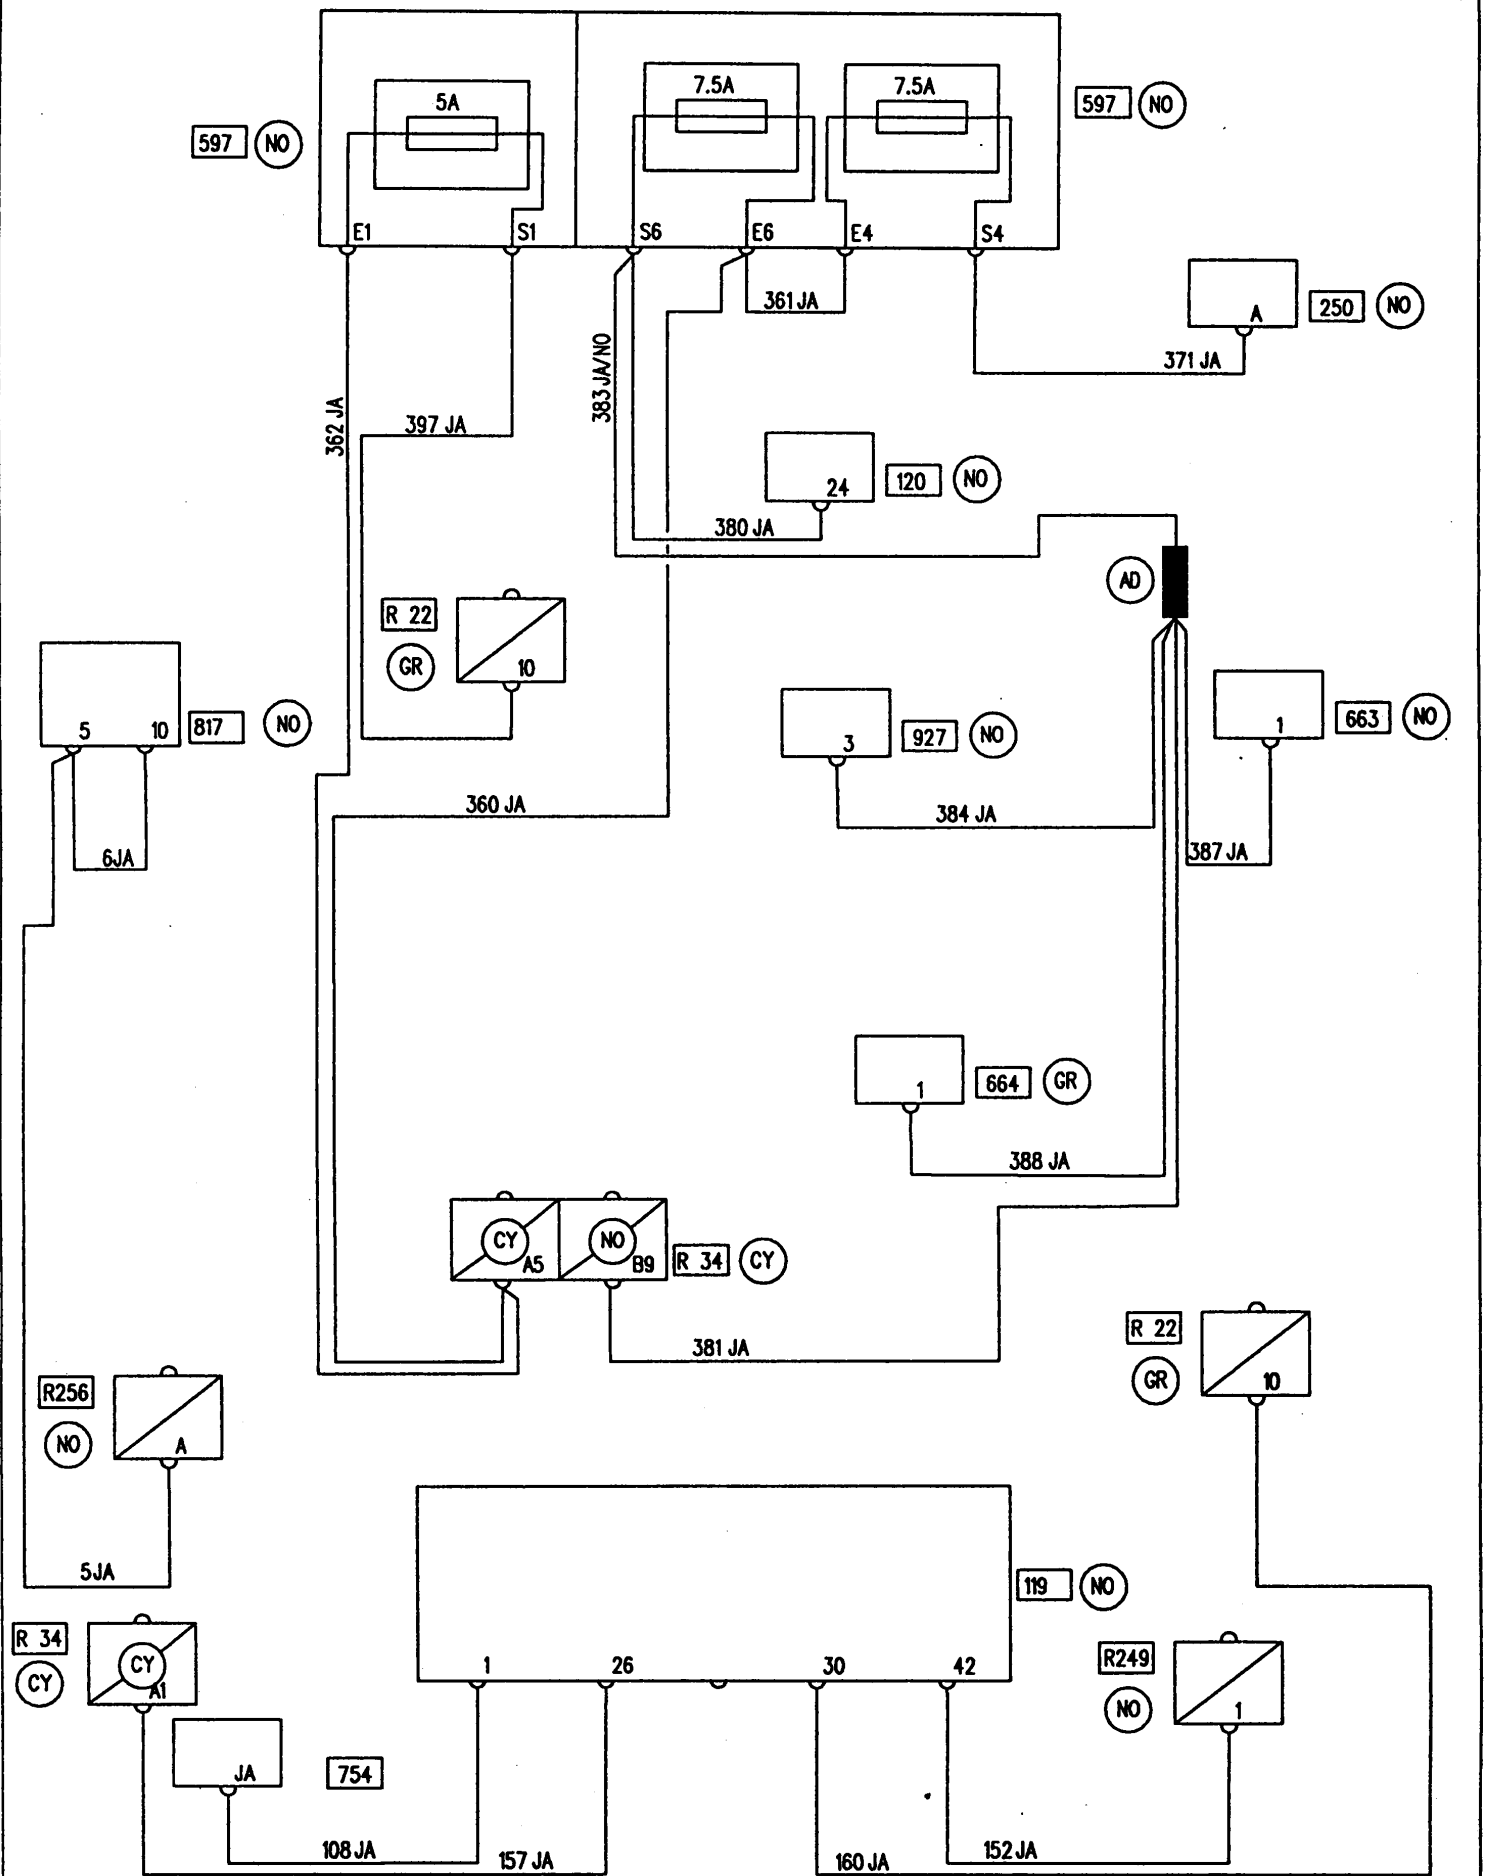 5A
7.5A
7.5A
597 NO
597 NO
E1
S1
S6
E6
E4
S4
361 JA
250 NO
A
371 JA
362 JA
397 JA
383 JA/NO
24
120 NO
380 JA
AD
R 22
GR
10
5
10
817 NO
3
927 NO
1
663 NO
360 JA
384 JA
387 JA
6JA
1
664 GR
388 JA
CY
A5
NO
B9
R 34 CY
381 JA
R 22
GR
10
R256
NO
A
5JA
119 NO
R 34
CY
CY
A1
1
26
30
42
R249
NO
1
JA
754
108 JA
157 JA
160 JA
152 JA